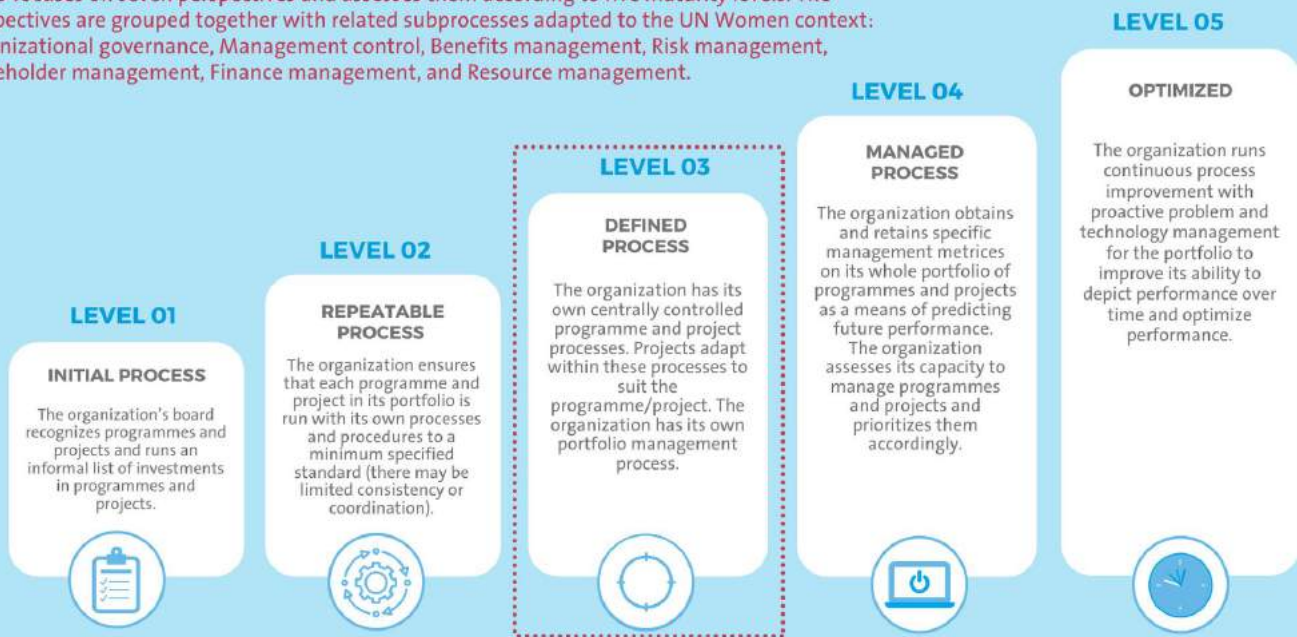 pectives are grouped together with related subprocesses adapted to the UN Women context:
nizational governance, Management control, Benefits management, Risk management,
eholder management, Finance management, and Resource management.
LEVEL 01
INITIAL PROCESS
The organization's board
recognizes programmes and
projects and runs an
informal list of investments
in programmes and
projects.
LEVEL 02
REPEATABLE
PROCESS
The organization ensures
that each programme and
project in its portfolio is
run with its own processes
and procedures to a
minimum specified
standard (there may be
limited consistency or
coordination).
LEVEL 03
DEFINED
PROCESS
The organization has its
own centrally controlled
programme and project
processes. Projects adapt
within these processes to
suit the
programme/project. The
organization has its own
portfolio management
process.
LEVEL 04
MANAGED
PROCESS
The organization obtains
and retains specific
management metrices
on its whole portfolio of
programmes and projects
as a means of predicting
future performance.
The organization
assesses its capacity to
manage programmes
and projects and
prioritizes them
accordingly.
LEVEL 05
OPTIMIZED
The organization runs
continuous process
improvement with
proactive problem and
technology management
for the portfolio to
improve its ability to
depict performance over
time and optimize
performance.